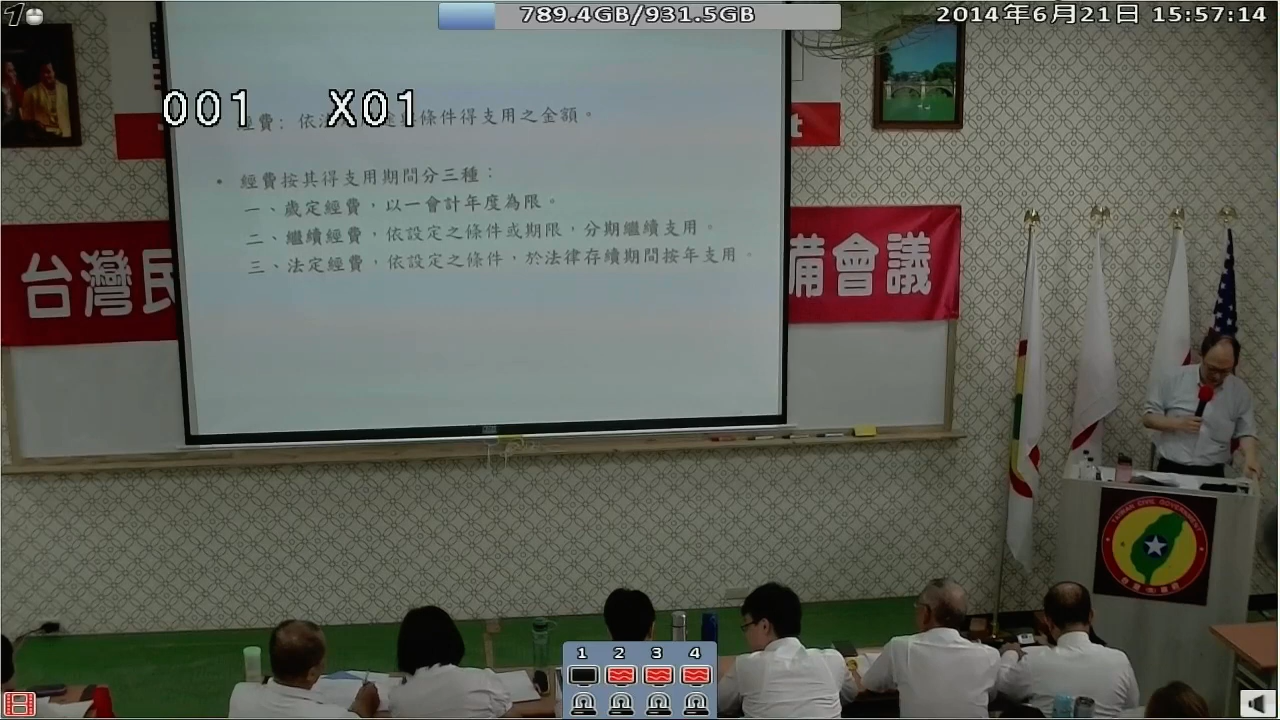 789.4GB/931.5GB
2014年6月21日 15:57:14
001 X01
經費：依法
條件得支用之金額。
• 經費按其得支用期間分三種：
一、歲定經費，以一會計年度為限。
二、繼續經費，依設定之條件或期限，分期繼續支用。
三、法定經費，依設定之條件，於法律存續期間按年支用。
台灣民
備會議
TAIWAN CIVIL GOVERNMENT
1 2 3 4